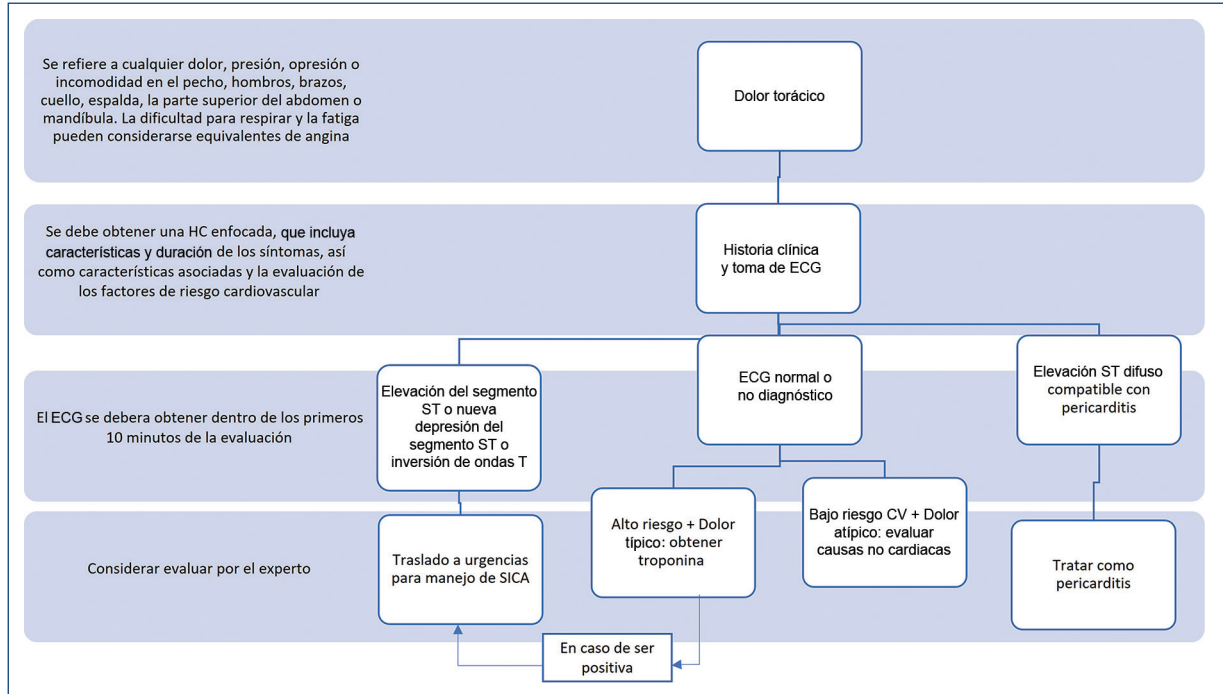 Se refiere a cualquier dolor, presión, opresión o
incomodidad en el pecho, hombros, brazos,
cuello, espalda, la parte superior del abdomen o
mandíbula. La dificultad para respirar y la fatiga
pueden considerarse equivalentes de angina
Dolor torácico
Se debe obtener una HC enfocada, que incluya
características y duración de los síntomas, así
como características asociadas y la evaluación de
los factores de riesgo cardiovascular
Historia clínica
y toma de ECG
El ECG se debera obtener dentro de los primeros
10 minutos de la evaluación
Elevación del segmento
ST o nueva
depresión del
segmento ST o
inversión de ondas T
ECG normal o
no diagnóstico
Elevación ST difuso
compatible con
pericarditis
Considerar evaluar por el experto
Traslado a urgencias
para manejo de SICA
Alto riesgo + Dolor
típico: obtener
troponina
Bajo riesgo CV + Dolor
atípico: evaluar
causas no cardiacas
Tratar como
pericarditis
En caso de ser
positiva